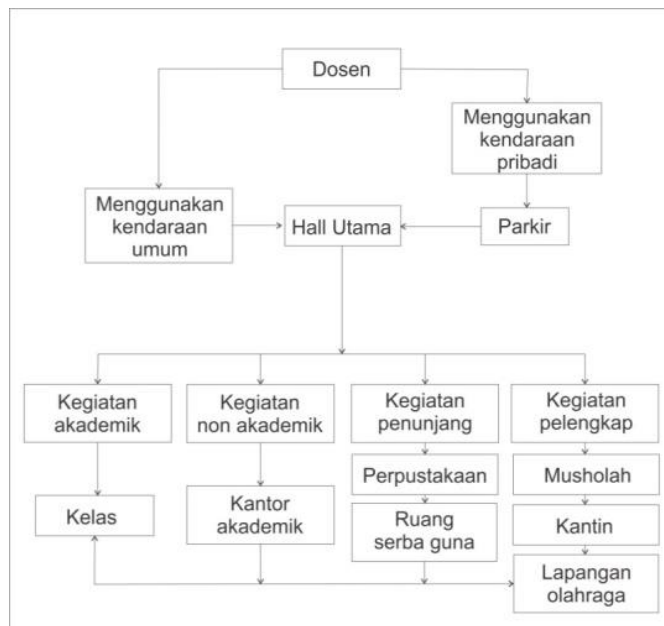 Dosen
Menggunakan
kendaraan
pribadi
Menggunakan
kendaraan
umum
Hall Utama
Parkir
Kegiatan
akademik
Kegiatan
non akademik
Kegiatan
penunjang
Kegiatan
pelengkap
Kelas
Kantor
akademik
Perpustakaan
Ruang
serba guna
Musholah
Kantin
Lapangan
olahraga